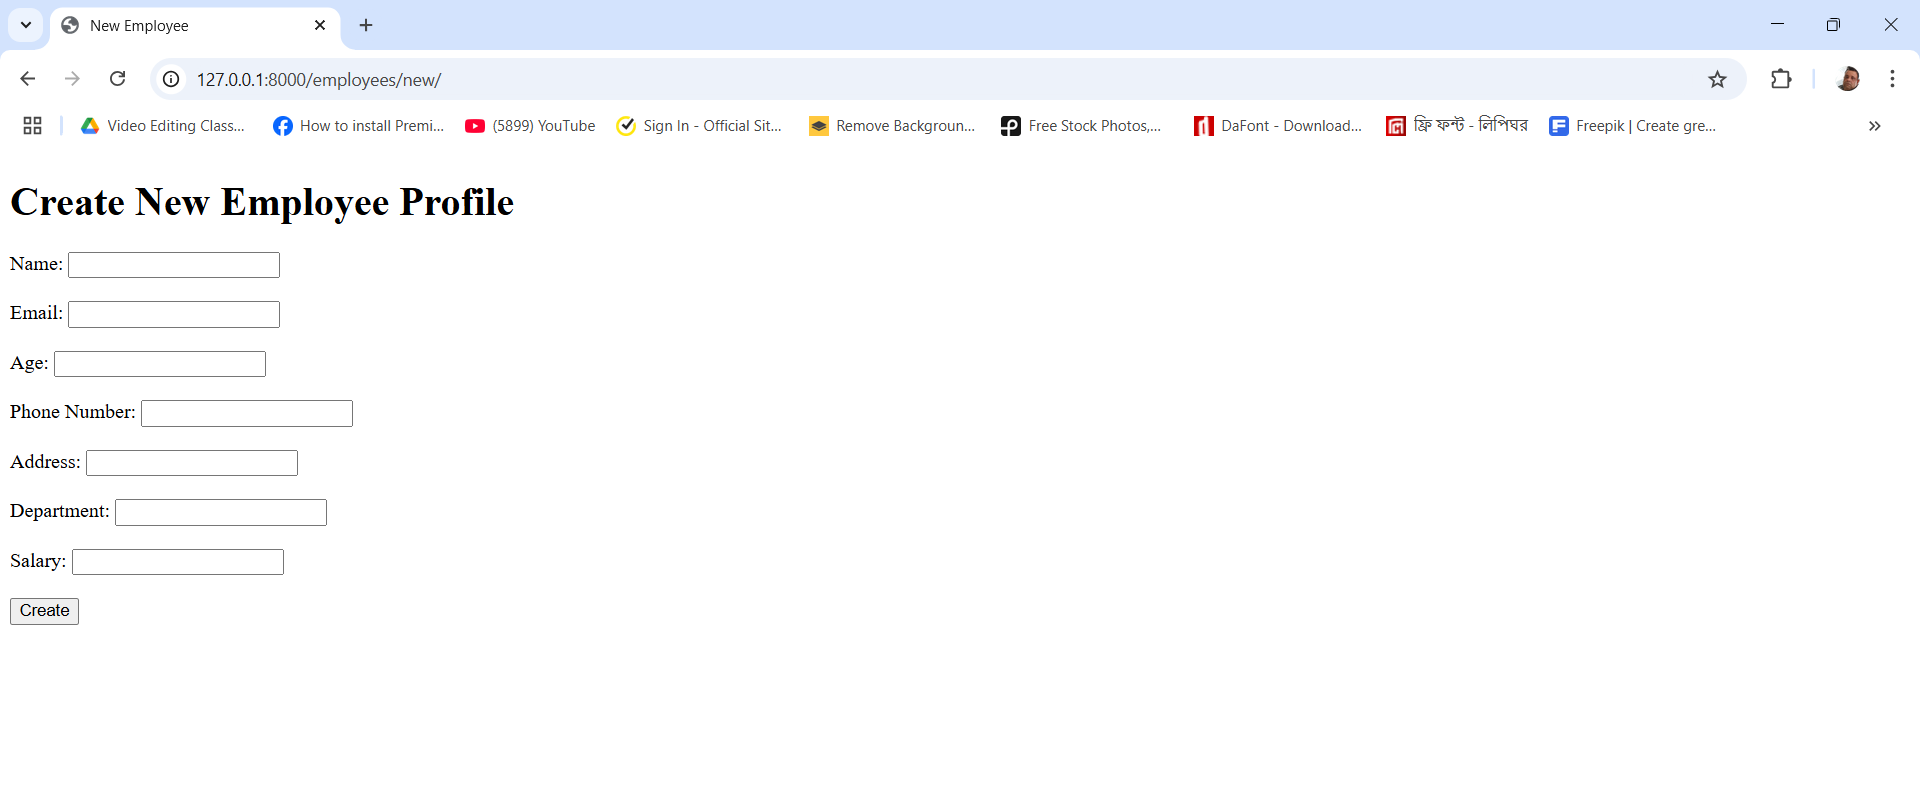 New Employee
127.0.0.1:8000/employees/new/
Video Editing Class... How to install Premi... (5899) YouTube Sign In - Official Sit... Remove Backgroun... Free Stock Photos,... DaFont - Download... ফ্রি ফন্ট - লিপিঘর Freepik | Create gre...
Create New Employee Profile
Name:
Email:
Age:
Phone Number:
Address:
Department:
Salary:
Create